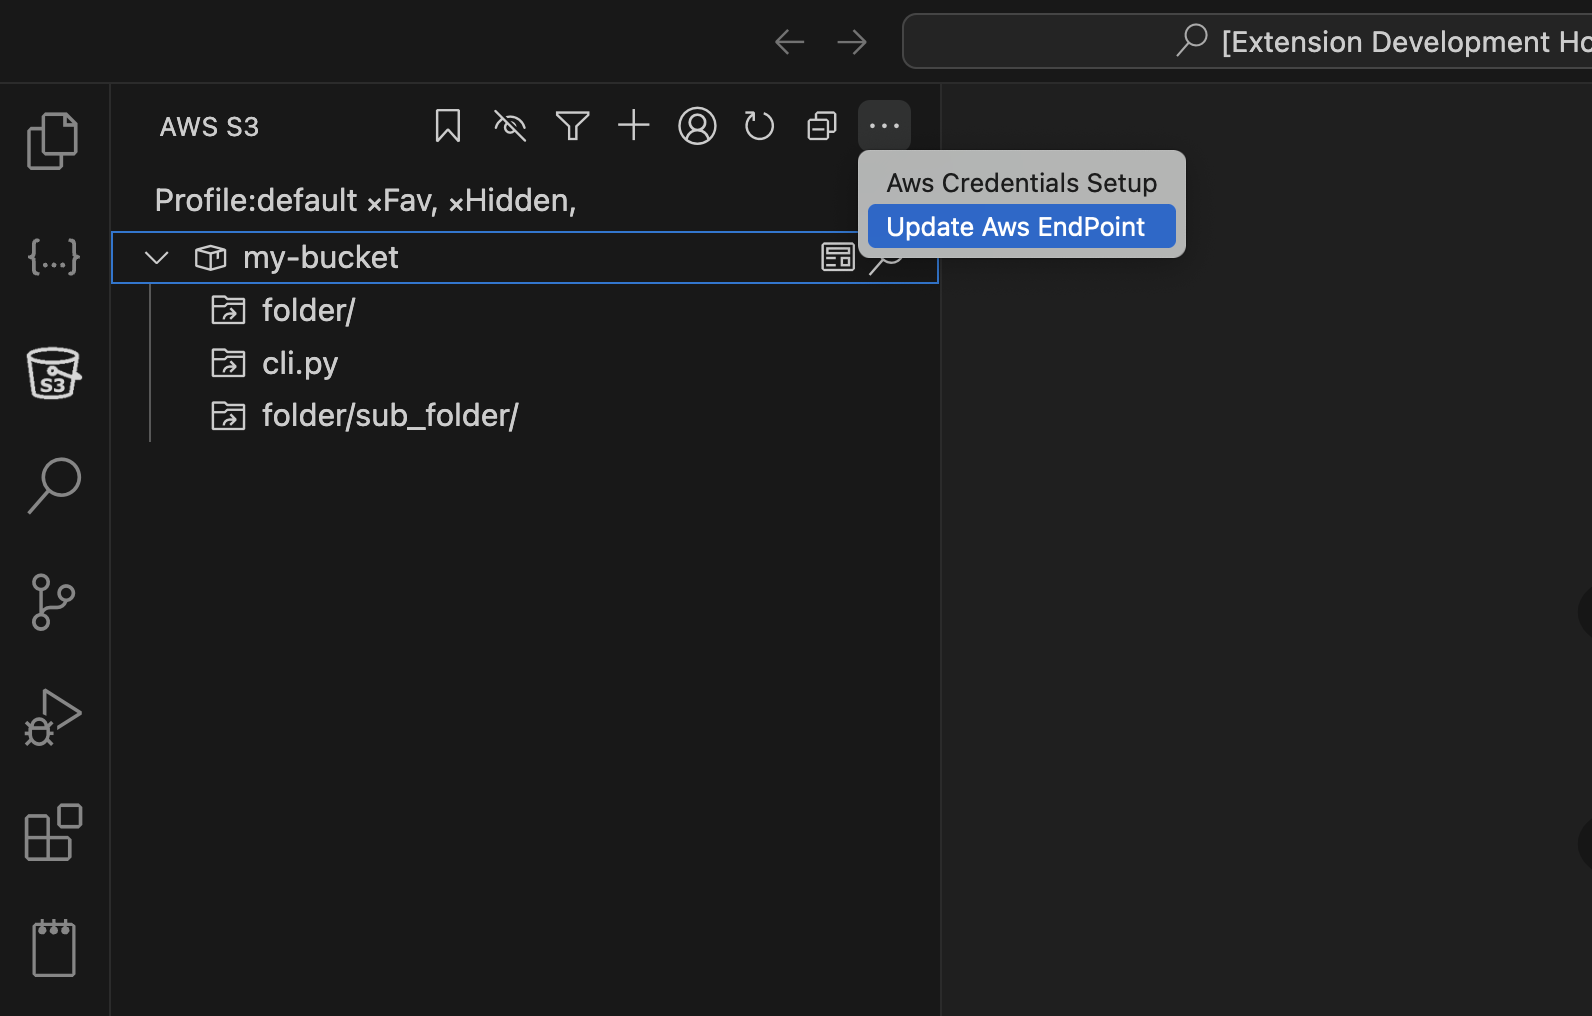 [Extension Development Ho
AWS S3
Aws Credentials Setup
Profile:default ×Fav, ×Hidden,
Update Aws EndPoint
my-bucket
folder/
S3
cli.py
folder/sub_folder/